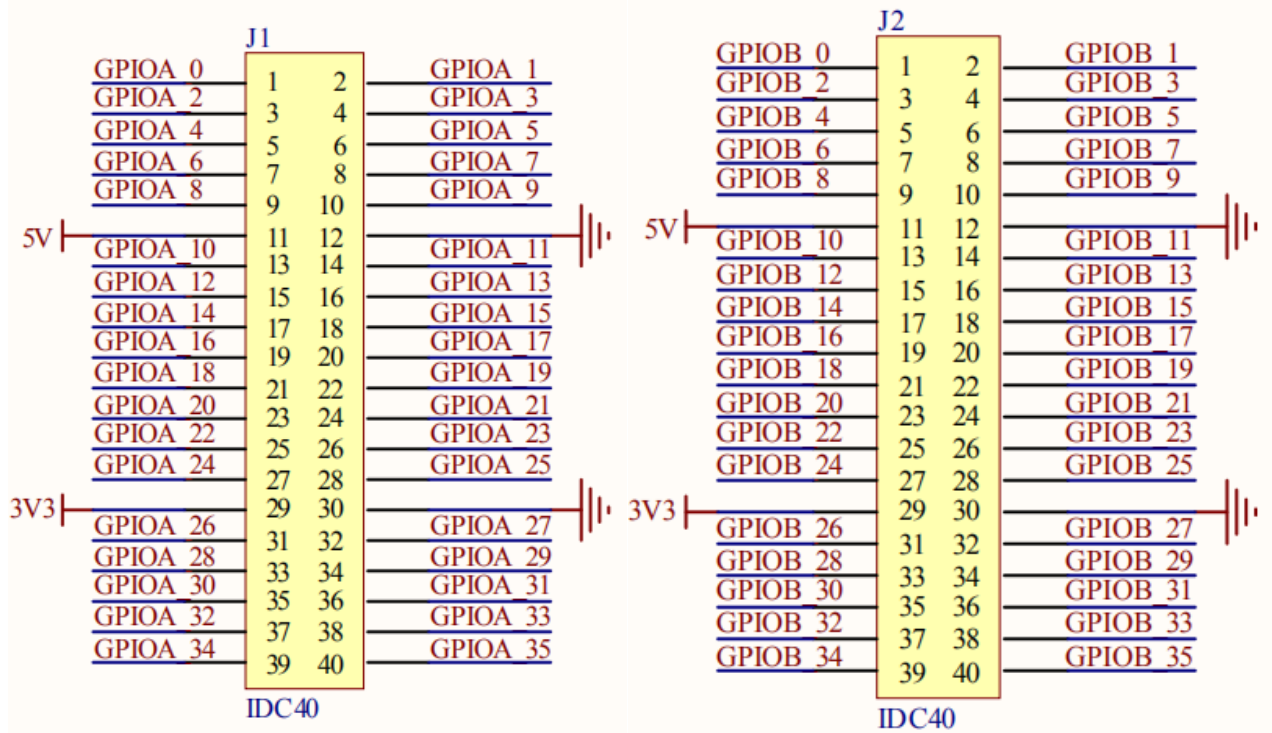 J1 J2
GPIOA_0 1 2 GPIOA_1 GPIOB_0 1 2 GPIOB_1
GPIOA_2 3 4 GPIOA_3 GPIOB_2 3 4 GPIOB_3
GPIOA_4 5 6 GPIOA_5 GPIOB_4 5 6 GPIOB_5
GPIOA_6 7 8 GPIOA_7 GPIOB_6 7 8 GPIOB_7
GPIOA_8 9 10 GPIOA_9 GPIOB_8 9 10 GPIOB_9
5V 11 12 5V 11 12
GPIOA_10 13 14 GPIOA_11 GPIOB_10 13 14 GPIOB_11
GPIOA_12 15 16 GPIOA_13 GPIOB_12 15 16 GPIOB_13
GPIOA_14 17 18 GPIOA_15 GPIOB_14 17 18 GPIOB_15
GPIOA_16 19 20 GPIOA_17 GPIOB_16 19 20 GPIOB_17
GPIOA_18 21 22 GPIOA_19 GPIOB_18 21 22 GPIOB_19
GPIOA_20 23 24 GPIOA_21 GPIOB_20 23 24 GPIOB_21
GPIOA_22 25 26 GPIOA_23 GPIOB_22 25 26 GPIOB_23
GPIOA_24 27 28 GPIOA_25 GPIOB_24 27 28 GPIOB_25
3V3 29 30 3V3 29 30
GPIOA_26 31 32 GPIOA_27 GPIOB_26 31 32 GPIOB_27
GPIOA_28 33 34 GPIOA_29 GPIOB_28 33 34 GPIOB_29
GPIOA_30 35 36 GPIOA_31 GPIOB_30 35 36 GPIOB_31
GPIOA_32 37 38 GPIOA_33 GPIOB_32 37 38 GPIOB_33
GPIOA_34 39 40 GPIOA_35 GPIOB_34 39 40 GPIOB_35
IDC40 IDC40